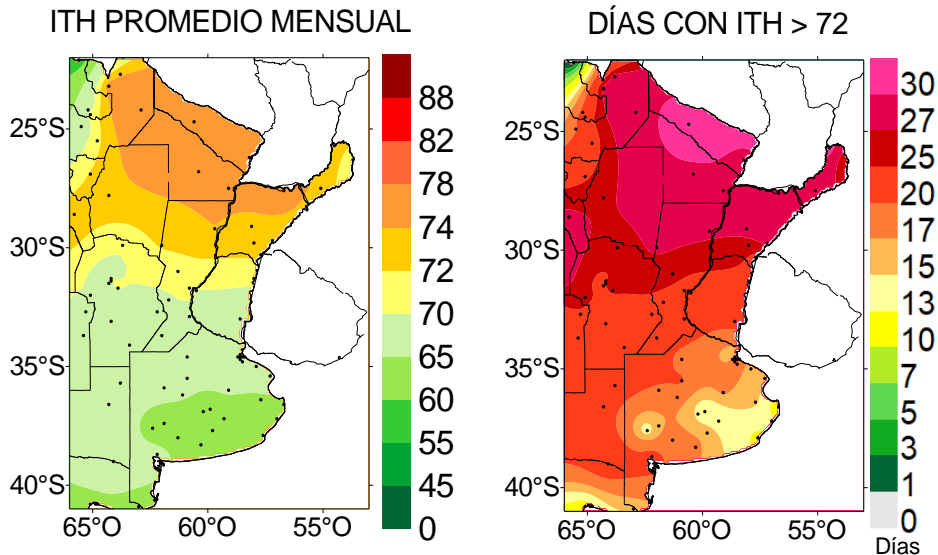 ITH PROMEDIO MENSUAL
88
82
78
74
72
70
65
60
55
45
0
25°S
30°S
35°S
40°S
65°O 60°O 55°O
DÍAS CON ITH > 72
30
27
25
20
17
15
13
10
7
5
3
1
0
Días
25°S
30°S
35°S
40°S
65°O 60°O 55°O